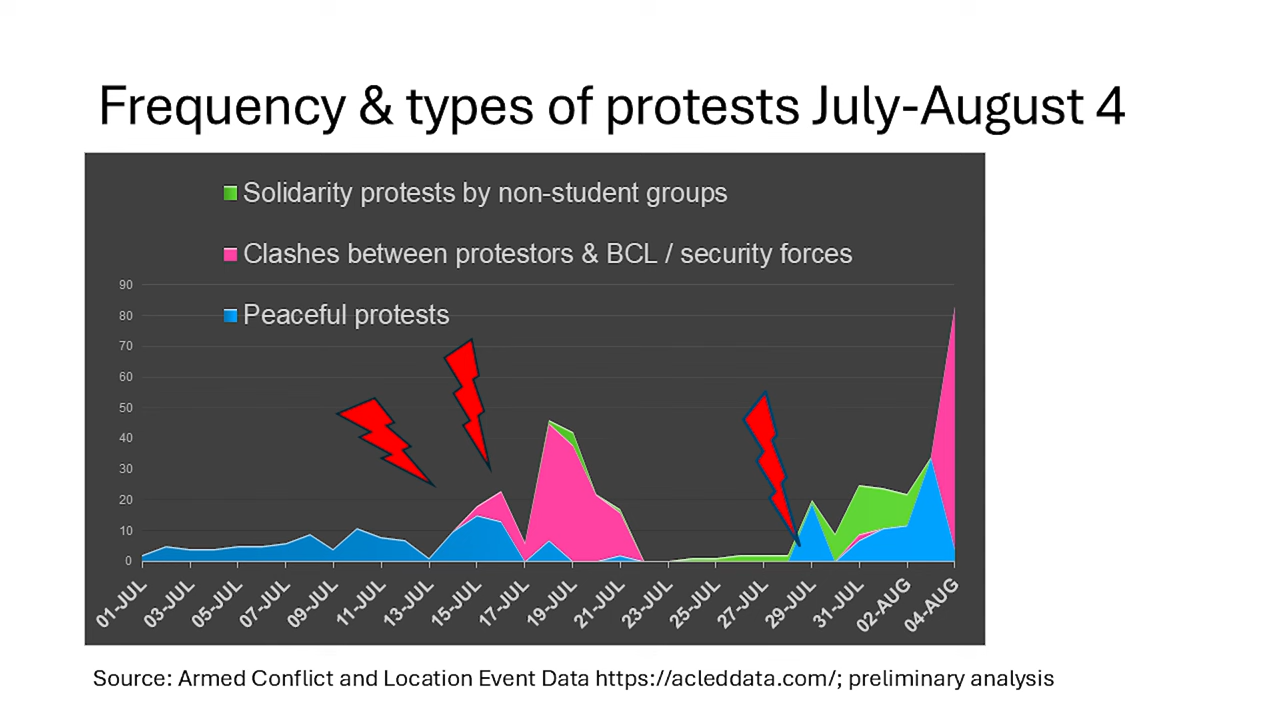 Frequency & types of protests July-August 4
Solidarity protests by non-student groups
Clashes between protestors & BCL / security forces
Peaceful protests
90
80
70
60
50
40
30
20
10
0
01-JUL
03-JUL
05-JUL
07-JUL
09-JUL
11-JUL
13-JUL
15-JUL
17-JUL
19-JUL
21-JUL
23-JUL
25-JUL
27-JUL
29-JUL
31-JUL
02-AUG
04-AUG
Source: Armed Conflict and Location Event Data https://acleddata.com/; preliminary analysis